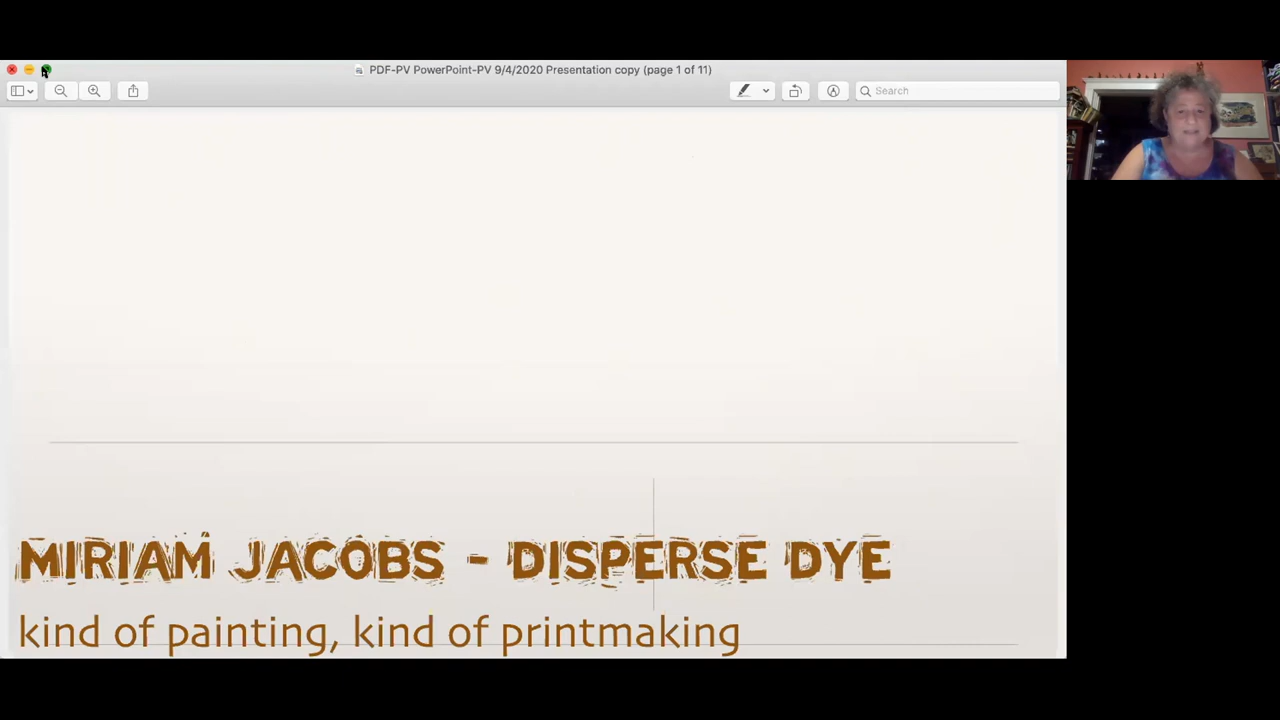 PDF-PV PowerPoint-PV 9/4/2020 Presentation copy (page 1 of 11)
Search
MIRIAM JACOBS - DISPERSE DYE
kind of painting, kind of printmaking